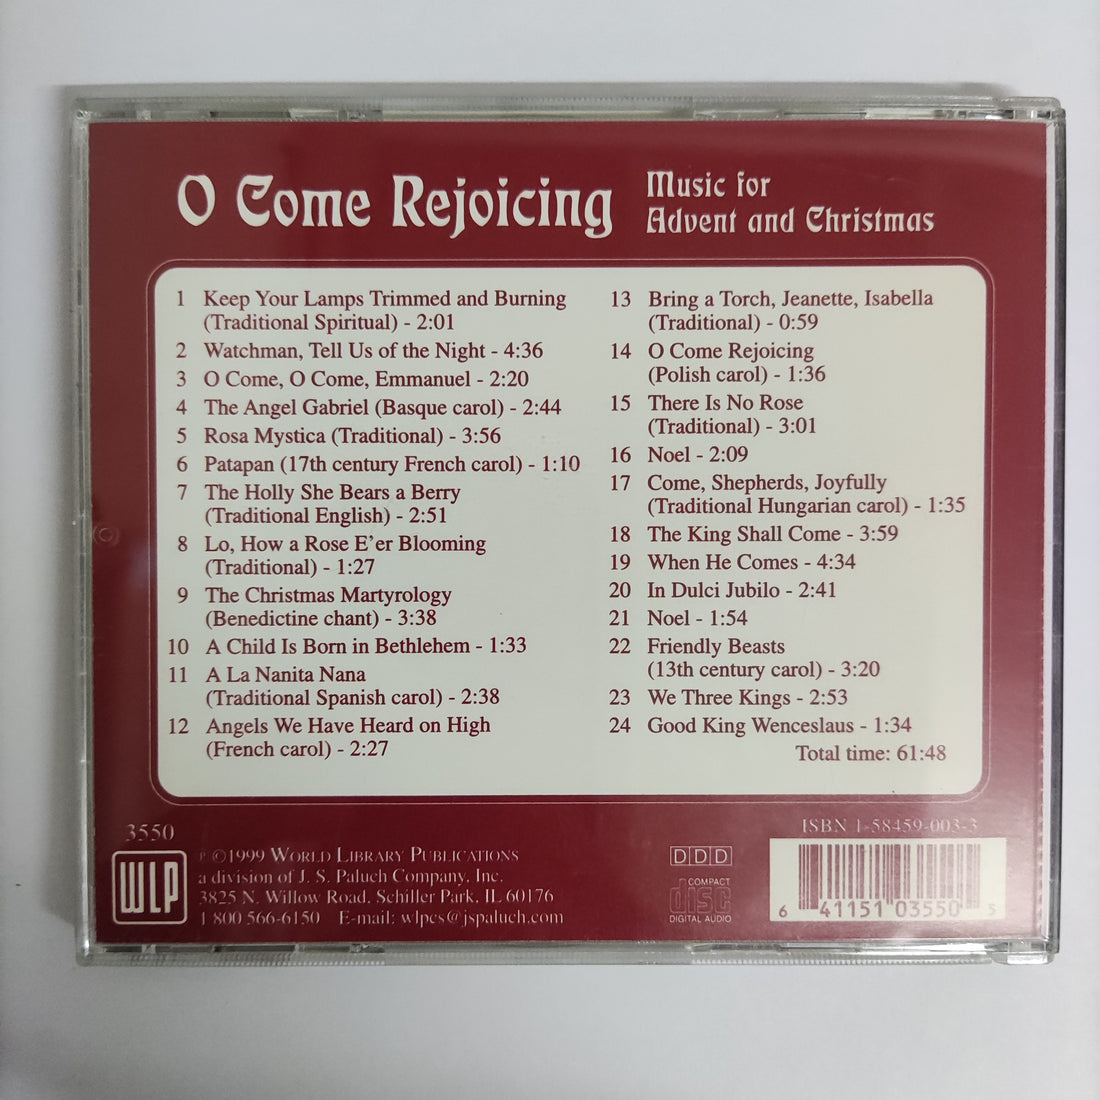 O Come Rejoicing
Music for
Advent and Christmas
1 Keep Your Lamps Trimmed and Burning
(Traditional Spiritual) - 2:01
2 Watchman, Tell Us of the Night - 4:36
3 O Come, O Come, Emmanuel - 2:20
4 The Angel Gabriel (Basque carol) - 2:44
5 Rosa Mystica (Traditional) - 3:56
6 Patapan (17th century French carol) - 1:10
7 The Holly She Bears a Berry
(Traditional English) - 2:51
8 Lo, How a Rose E'er Blooming
(Traditional) - 1:27
9 The Christmas Martyrology
(Benedictine chant) - 3:38
10 A Child Is Born in Bethlehem - 1:33
11 A La Nanita Nana
(Traditional Spanish carol) - 2:38
12 Angels We Have Heard on High
(French carol) - 2:27
13 Bring a Torch, Jeanette, Isabella
(Traditional) - 0:59
14 O Come Rejoicing
(Polish carol) - 1:36
15 There Is No Rose
(Traditional) - 3:01
16 Noel - 2:09
17 Come, Shepherds, Joyfully
(Traditional Hungarian carol) - 1:35
18 The King Shall Come - 3:59
19 When He Comes - 4:34
20 In Dulci Jubilo - 2:41
21 Noel - 1:54
22 Friendly Beasts
(13th century carol) - 3:20
23 We Three Kings - 2:53
24 Good King Wenceslaus - 1:34
Total time: 61:48
3550
WLP
℗ ©1999 World Library Publications
a division of J. S. Paluch Company, Inc.
3825 N. Willow Road, Schiller Park, IL 60176
1 800 566-6150 E-mail: wlpcs@jspaluch.com
DDD
COMPACT
disc
DIGITAL AUDIO
ISBN 1-58459-003-3
6 41151 03550 5